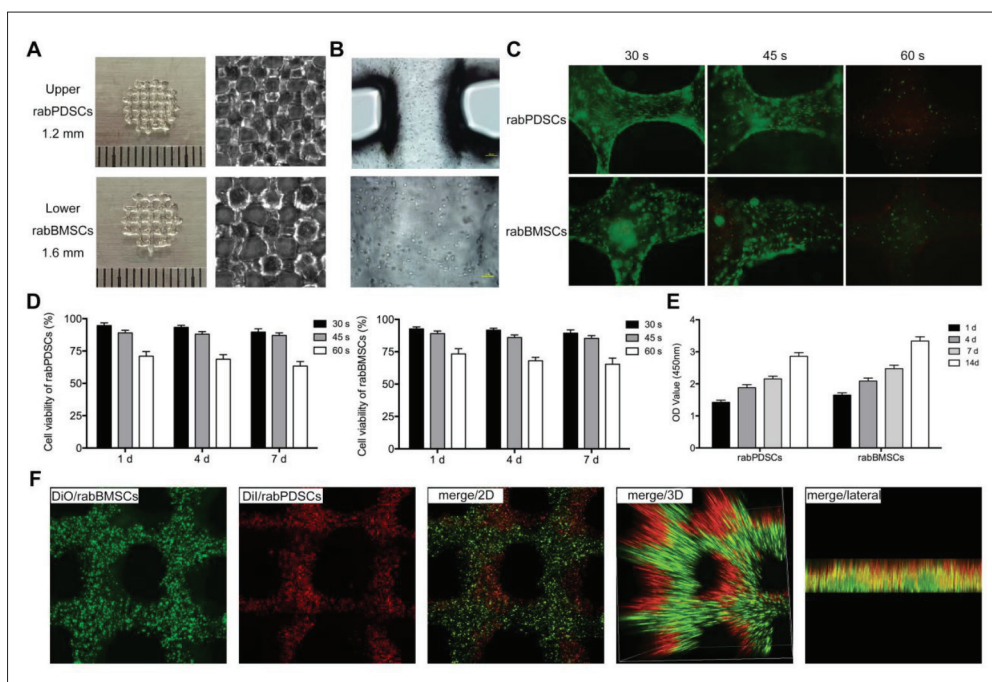 A
B
C
30 s
45 s
60 s
Upper
rabPDSCs
1.2 mm
rabPDSCs
Lower
rabBMSCs
1.6 mm
rabBMSCs
D
Cell viability of rabPDSCs (%)
100
75
50
25
0
1 d
4 d
7 d
30 s
45 s
60 s
Cell viability of rabBMSCs (%)
100
75
50
25
0
1 d
4 d
7 d
30 s
45 s
60 s
E
OD Value (450nm)
4
3
2
1
0
rabPDSCs
rabBMSCs
1 d
4 d
7 d
14d
F
DiO/rabBMSCs
DiI/rabPDSCs
merge/2D
merge/3D
merge/lateral